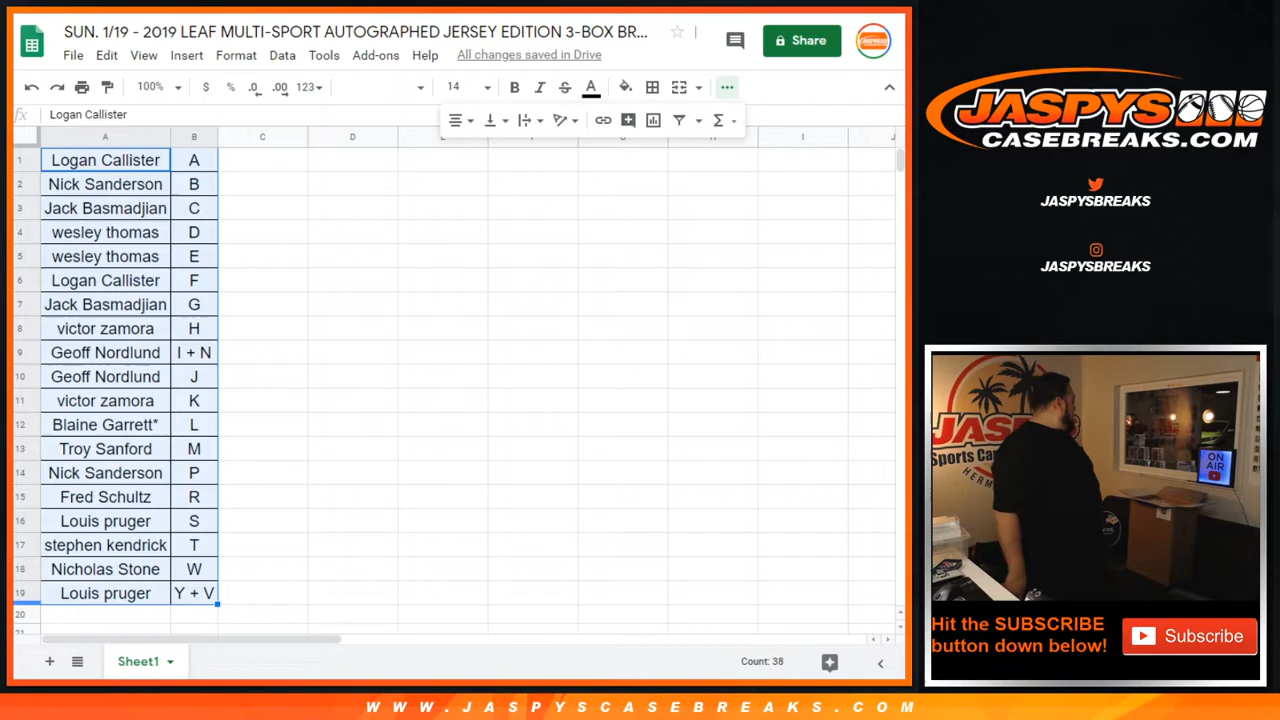 SUN. 1/19 - 2019 LEAF MULTI-SPORT AUTOGRAPHED JERSEY EDITION 3-BOX BR...
File Edit View Insert Format Data Tools Add-ons Help All changes saved in Drive
Share
100% $ % .0 .00 123 14 B I S A
fx Logan Callister
A B C D
1 Logan Callister A
2 Nick Sanderson B
3 Jack Basmadjian C
4 wesley thomas D
5 wesley thomas E
6 Logan Callister F
7 Jack Basmadjian G
8 victor zamora H
9 Geoff Nordlund I + N
10 Geoff Nordlund J
11 victor zamora K
12 Blaine Garrett* L
13 Troy Sanford M
14 Nick Sanderson P
15 Fred Schultz R
16 Louis pruger S
17 stephen kendrick T
18 Nicholas Stone W
19 Louis pruger Y + V
20
Sheet1
Count: 38
JASPYS
CASEBREAKS.COM
JASPYSBREAKS
JASPYSBREAKS
JASP
Sports Ca
HERM
ON
AIR
Hit the SUBSCRIBE
button down below!
Subscribe
WWW.JASPYSCASEBREAKS.COM